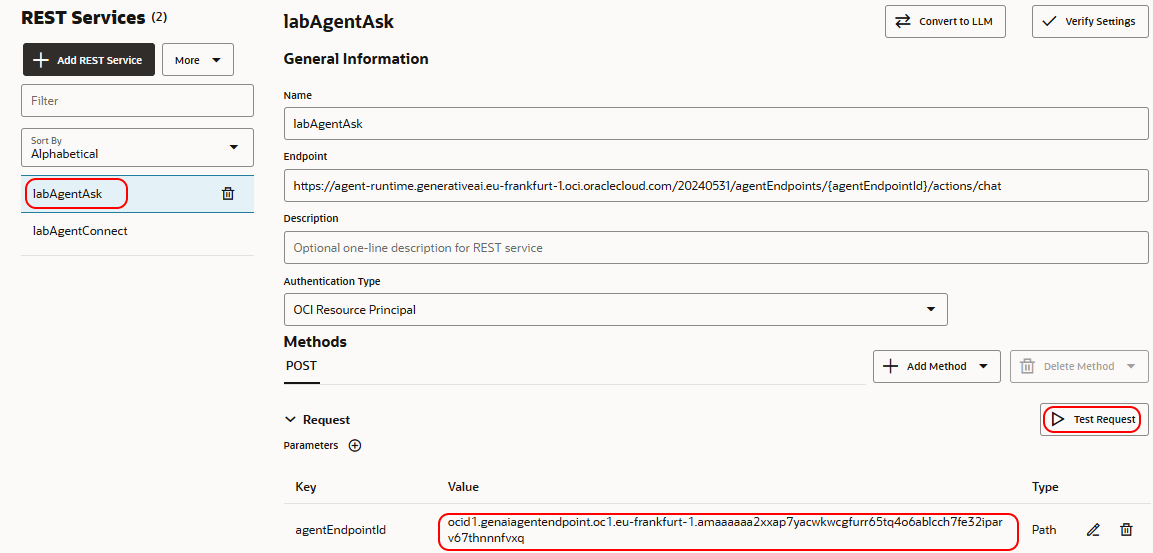 REST Services (2)
Add REST Service
More
Filter
Sort By
Alphabetical
labAgentAsk
labAgentConnect
labAgentAsk
Convert to LLM
Verify Settings
General Information
Name
labAgentAsk
Endpoint
https://agent-runtime.generativeai.eu-frankfurt-1.oci.oraclecloud.com/20240531/agentEndpoints/{agentEndpointId}/actions/chat
Description
Optional one-line description for REST service
Authentication Type
OCI Resource Principal
Methods
POST
Add Method
Delete Method
Request
Test Request
Parameters
Key Value Type
agentEndpointId
ocid1.genaiagentendpoint.oc1.eu-frankfurt-1.amaaaaaa2xxap7yacwkwcgfurr65tq4o6ablcch7fe32ipar
v67thnnnfvxq
Path